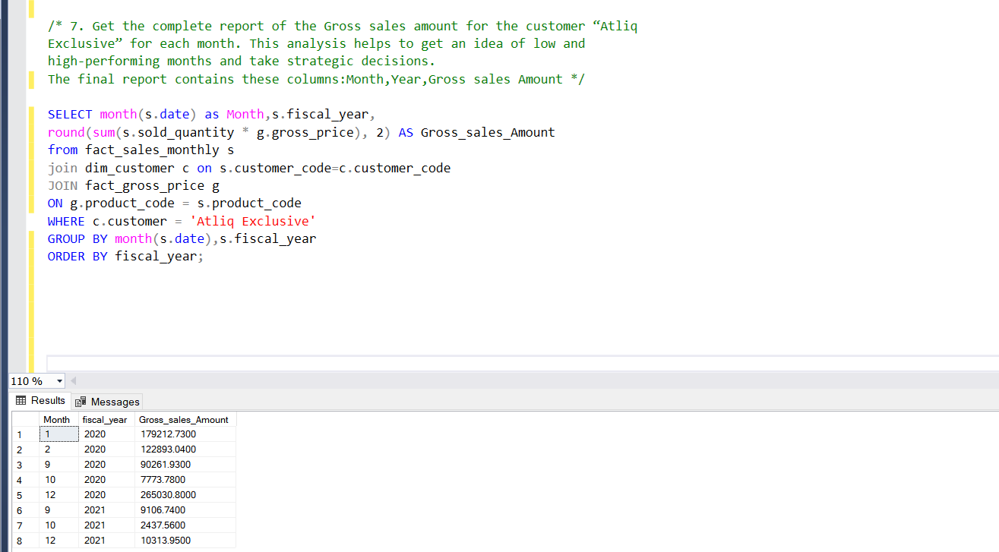 /* 7. Get the complete report of the Gross sales amount for the customer “Atliq
Exclusive” for each month. This analysis helps to get an idea of low and
high-performing months and take strategic decisions.
The final report contains these columns:Month,Year,Gross sales Amount */
SELECT month(s.date) as Month,s.fiscal_year,
round(sum(s.sold_quantity * g.gross_price), 2) AS Gross_sales_Amount
from fact_sales_monthly s
join dim_customer c on s.customer_code=c.customer_code
JOIN fact_gross_price g
ON g.product_code = s.product_code
WHERE c.customer = 'Atliq Exclusive'
GROUP BY month(s.date),s.fiscal_year
ORDER BY fiscal_year;
110 %
Results Messages
Month fiscal_year Gross_sales_Amount
1 1 2020 179212.7300
2 2 2020 122893.0400
3 9 2020 90261.9300
4 10 2020 7773.7800
5 12 2020 265030.8000
6 9 2021 9106.7400
7 10 2021 2437.5600
8 12 2021 10313.9500